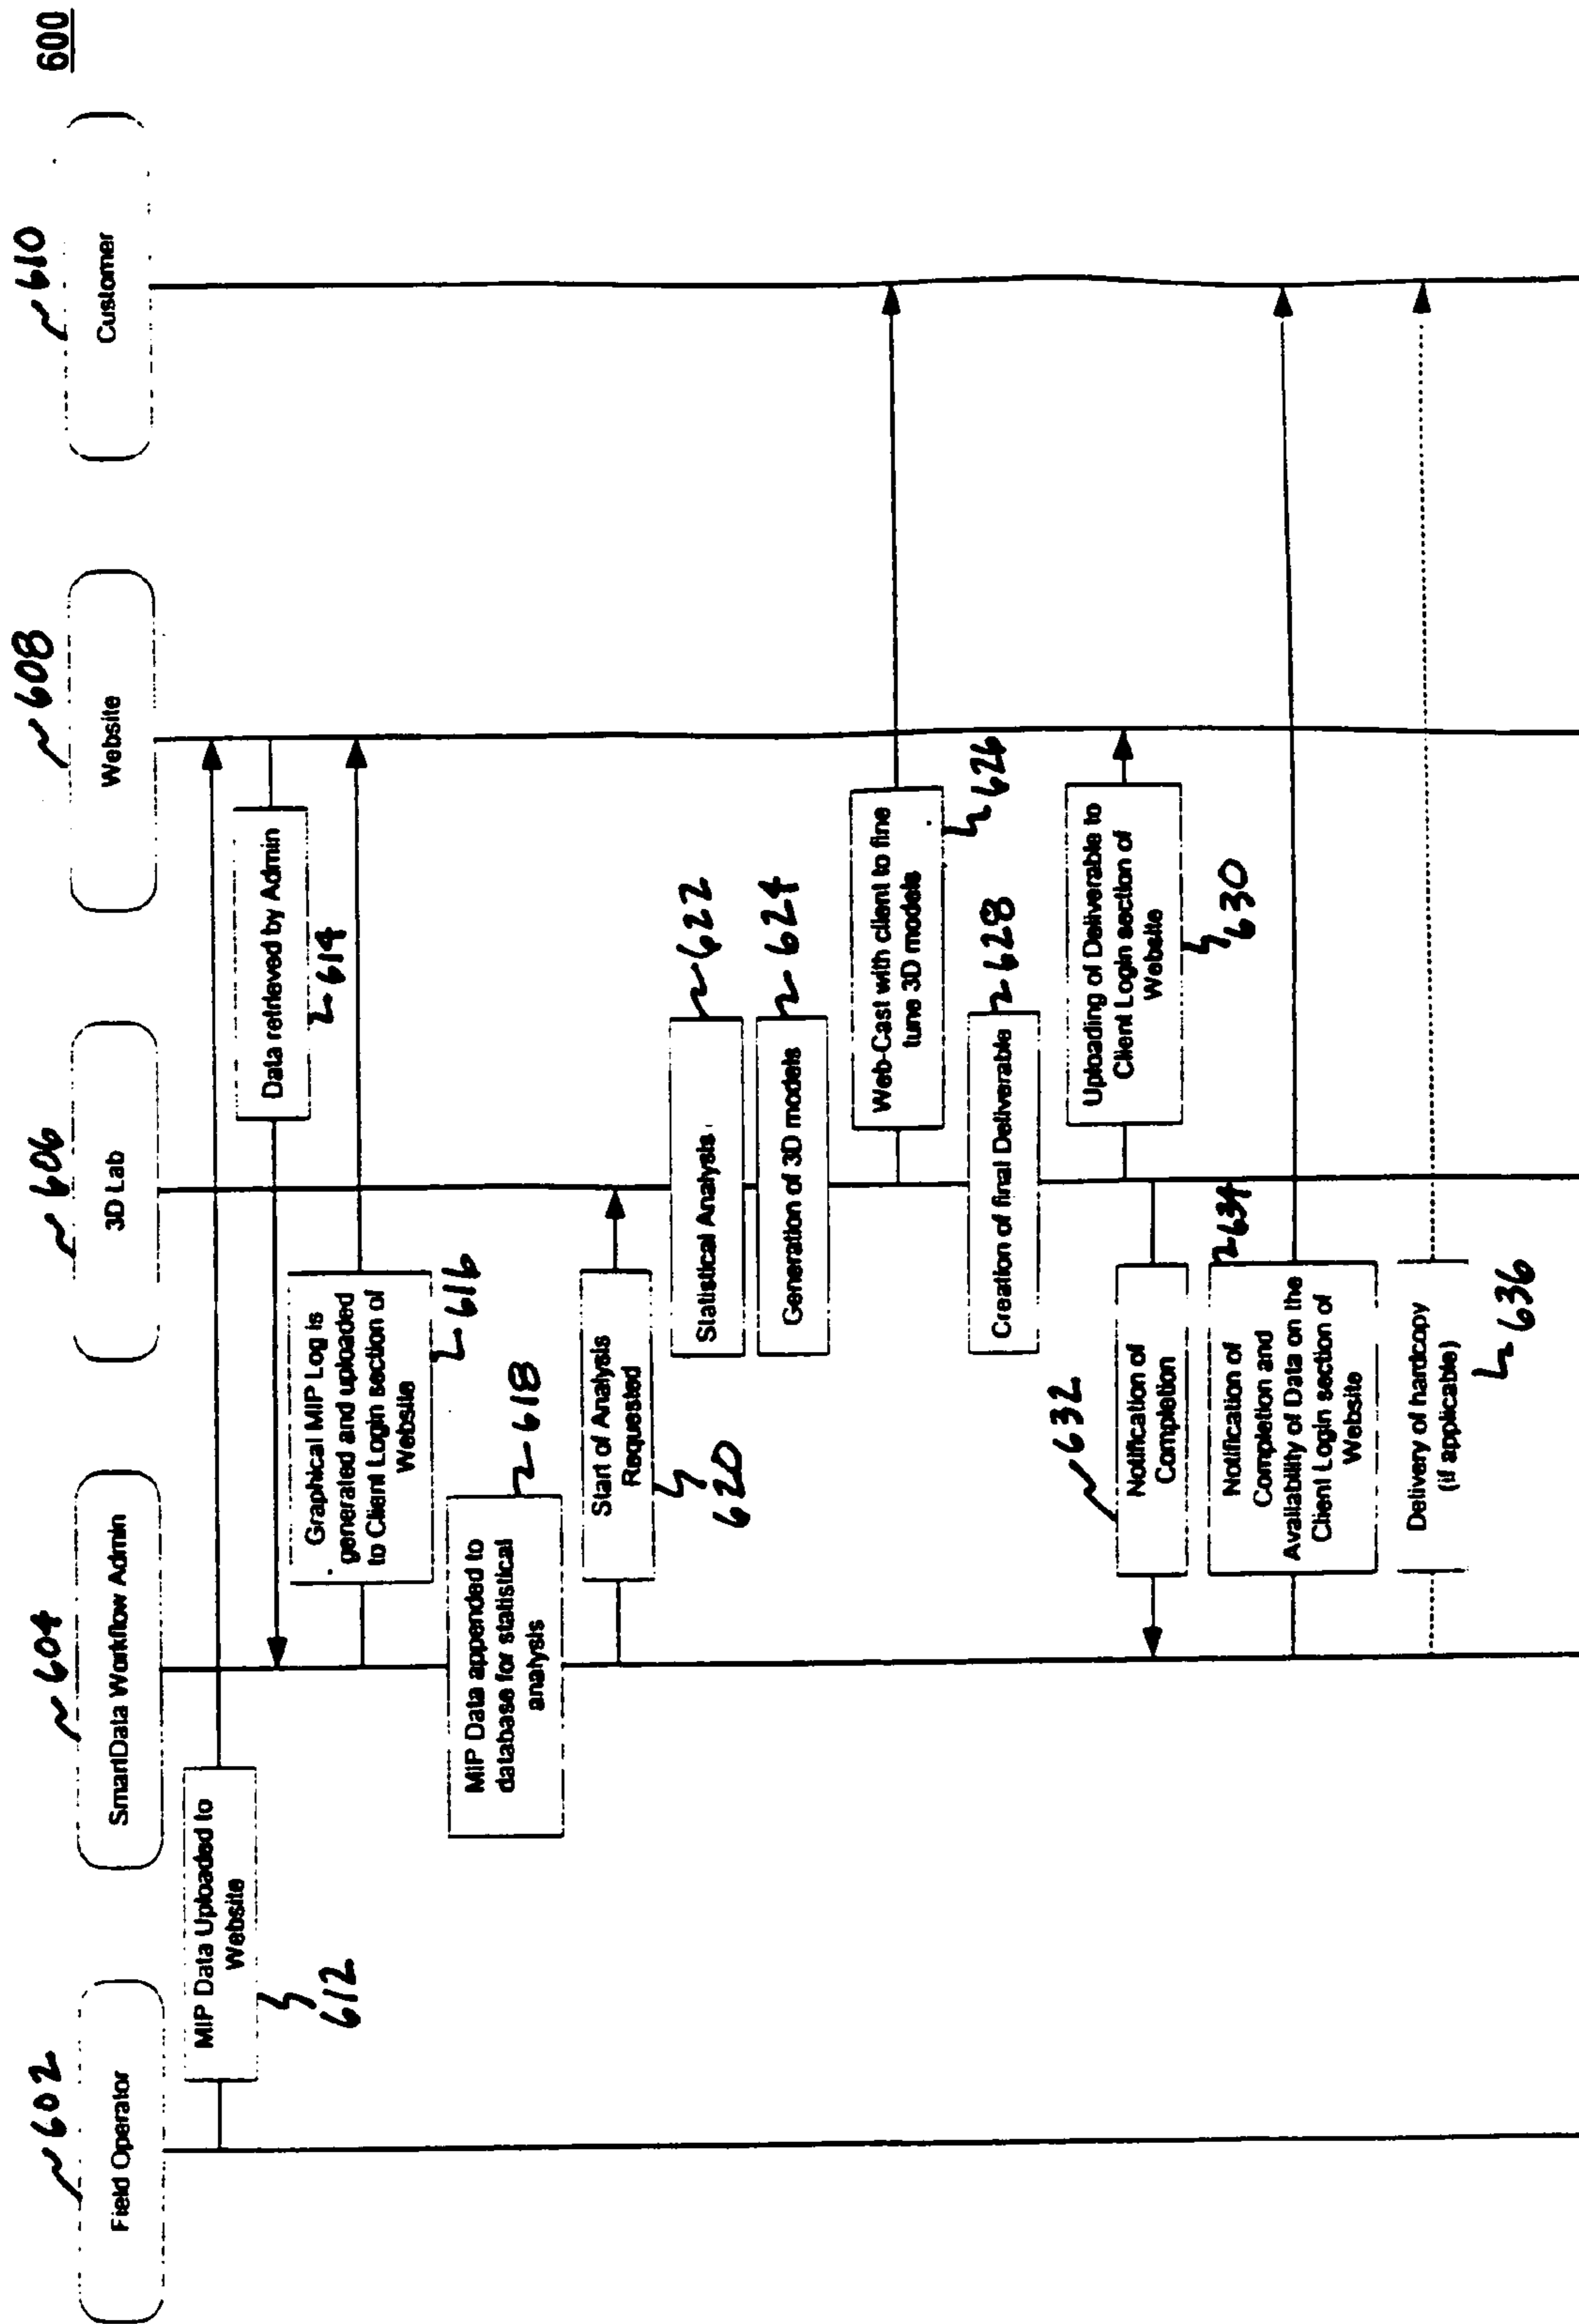 600
602
604
606
608
610
Field Operator
SmartData Workflow Admin
3D Lab
Website
Customer
MIP Data Uploaded to
Website
612
Data retrieved by Admin
614
Graphical MIP Log is
generated and uploaded
to Client Login section of
Website
616
MIP Data appended to
database for statistical
analysis
618
Start of Analysis
Requested
620
Statistical Analysis
622
Generation of 3D models
624
Web-Cast with client to fine
tune 3D models
626
Creation of final Deliverable
628
Uploading of Deliverable to
Client Login section of
Website
630
632
Notification of
Completion
634
Notification of
Completion and
Availability of Data on the
Client Login section of
Website
Delivery of hardcopy
(if applicable)
636